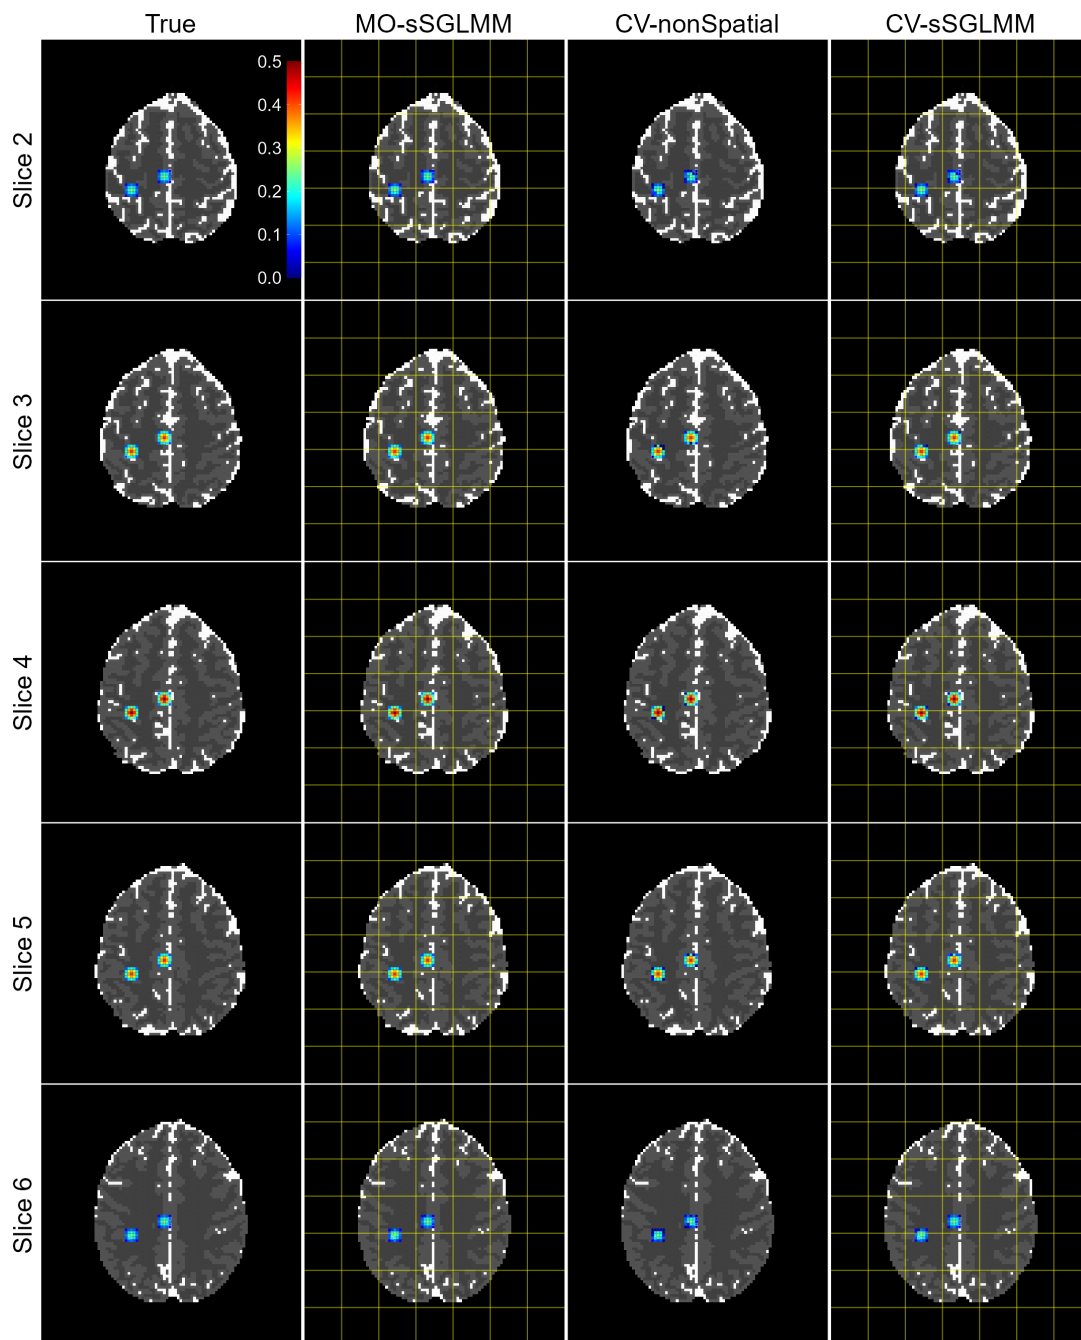 True MO-sSGLMM CV-nonSpatial CV-sSGLMM
Slice 2
0.5
0.4
0.3
0.2
0.1
0.0
Slice 3
Slice 4
Slice 5
Slice 6